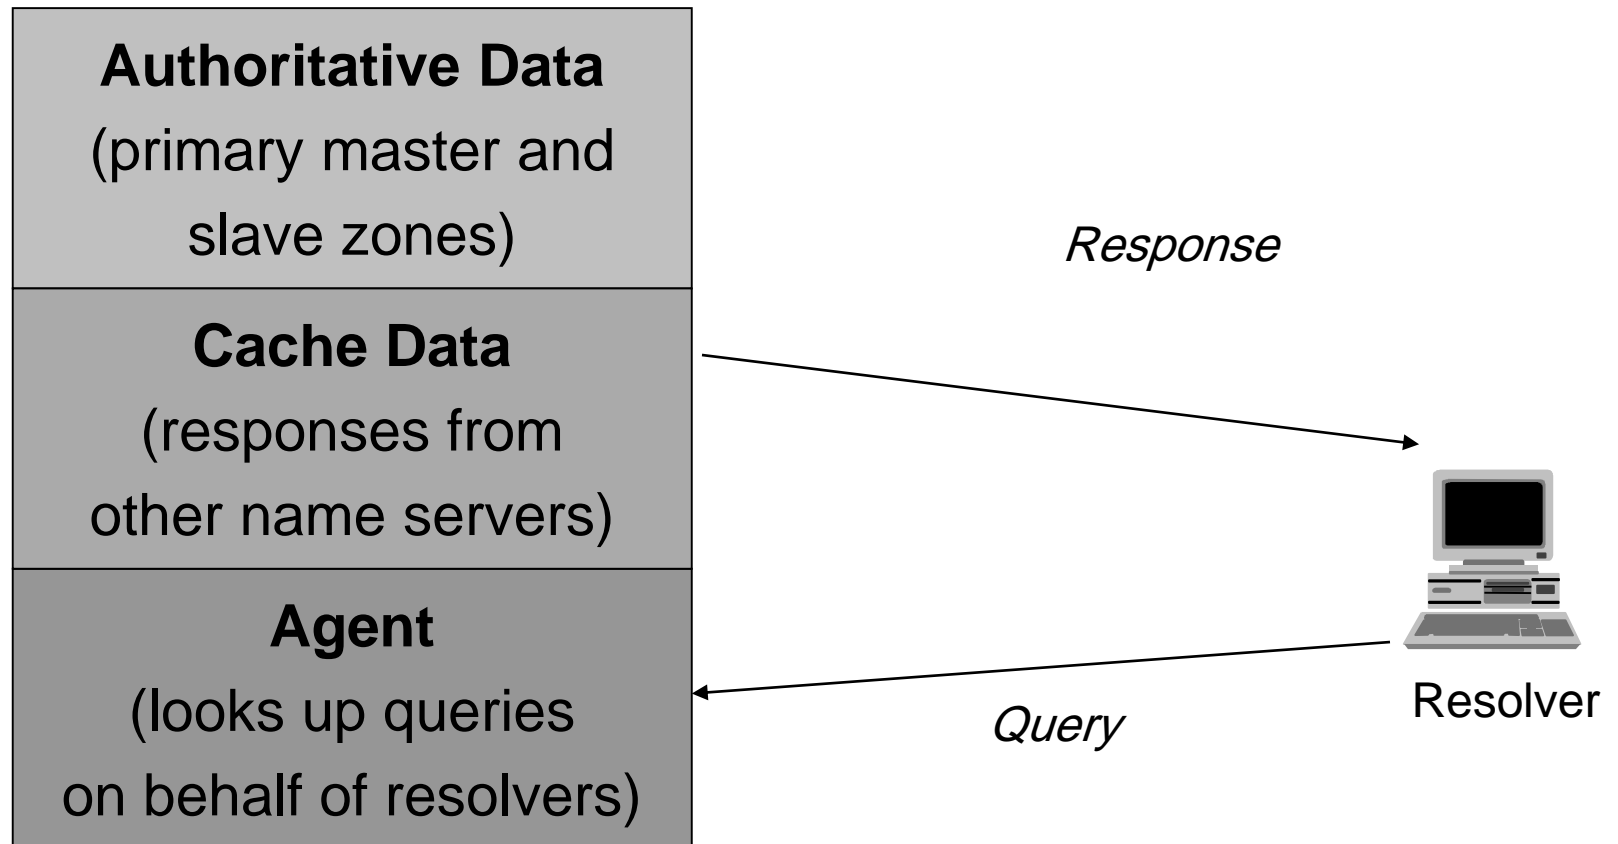 Authoritative Data
(primary master and
slave zones)
Cache Data
(responses from
other name servers)
Agent
(looks up queries
on behalf of resolvers)
Response
Query
Resolver